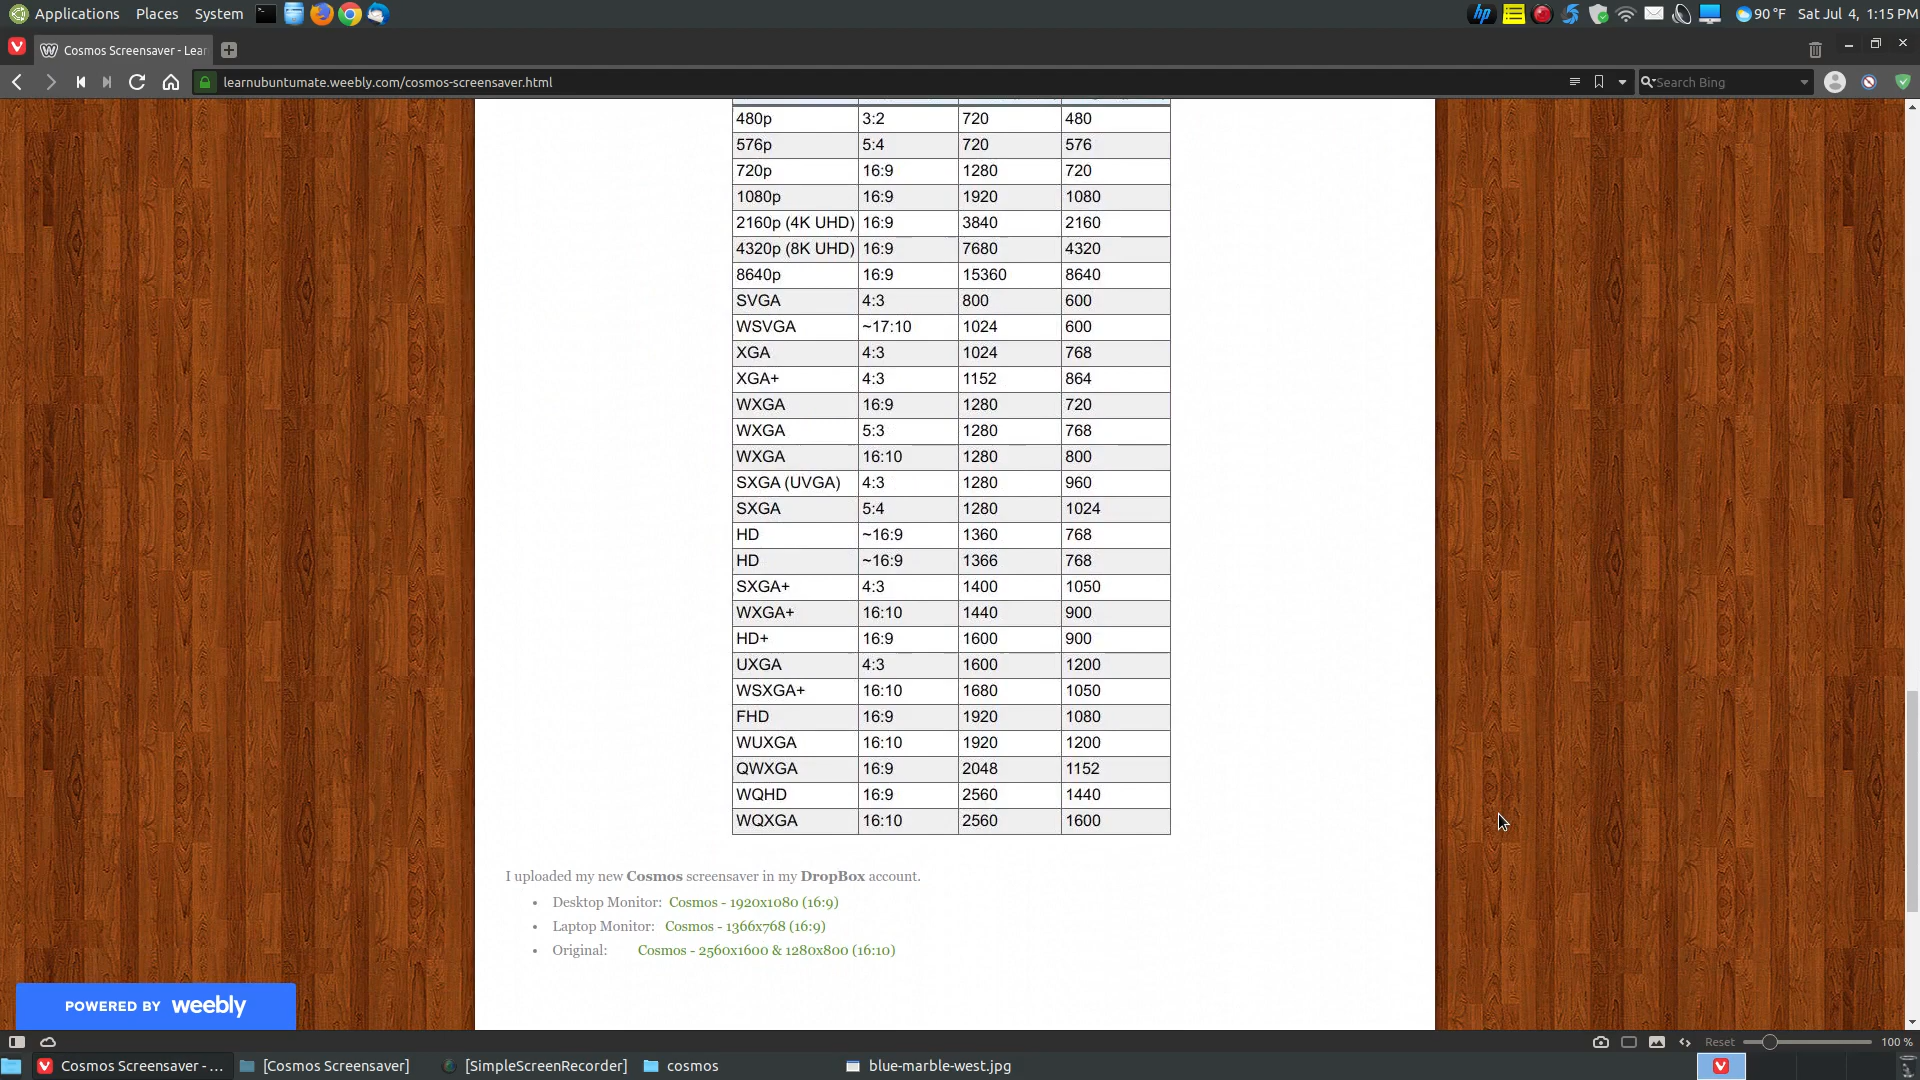 Applications Places System
hp
90 °F Sat Jul 4, 1:15 PM
Cosmos Screensaver - Lear
learnubuntumate.weebly.com/cosmos-screensaver.html
Search Bing
480p 3:2 720 480
576p 5:4 720 576
720p 16:9 1280 720
1080p 16:9 1920 1080
2160p (4K UHD) 16:9 3840 2160
4320p (8K UHD) 16:9 7680 4320
8640p 16:9 15360 8640
SVGA 4:3 800 600
WSVGA ~17:10 1024 600
XGA 4:3 1024 768
XGA+ 4:3 1152 864
WXGA 16:9 1280 720
WXGA 5:3 1280 768
WXGA 16:10 1280 800
SXGA (UVGA) 4:3 1280 960
SXGA 5:4 1280 1024
HD ~16:9 1360 768
HD ~16:9 1366 768
SXGA+ 4:3 1400 1050
WXGA+ 16:10 1440 900
HD+ 16:9 1600 900
UXGA 4:3 1600 1200
WSXGA+ 16:10 1680 1050
FHD 16:9 1920 1080
WUXGA 16:10 1920 1200
QWXGA 16:9 2048 1152
WQHD 16:9 2560 1440
WQXGA 16:10 2560 1600
I uploaded my new Cosmos screensaver in my DropBox account.
• Desktop Monitor: Cosmos - 1920x1080 (16:9)
• Laptop Monitor: Cosmos - 1366x768 (16:9)
• Original: Cosmos - 2560x1600 & 1280x800 (16:10)
POWERED BY weebly
Reset 100 %
Cosmos Screensaver - ... [Cosmos Screensaver] [SimpleScreenRecorder] cosmos blue-marble-west.jpg